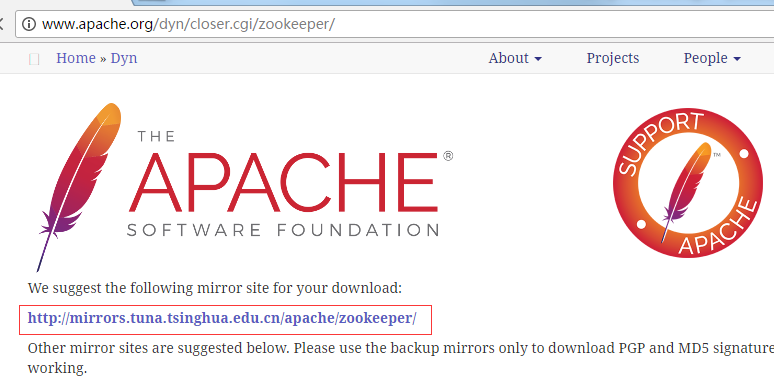 www.apache.org/dyn/closer.cgi/zookeeper/
Home » Dyn About Projects People
THE
APACHE®
SOFTWARE FOUNDATION
SUPPORT
APACHE
™
We suggest the following mirror site for your download:
http://mirrors.tuna.tsinghua.edu.cn/apache/zookeeper/
Other mirror sites are suggested below. Please use the backup mirrors only to download PGP and MD5 signature
working.